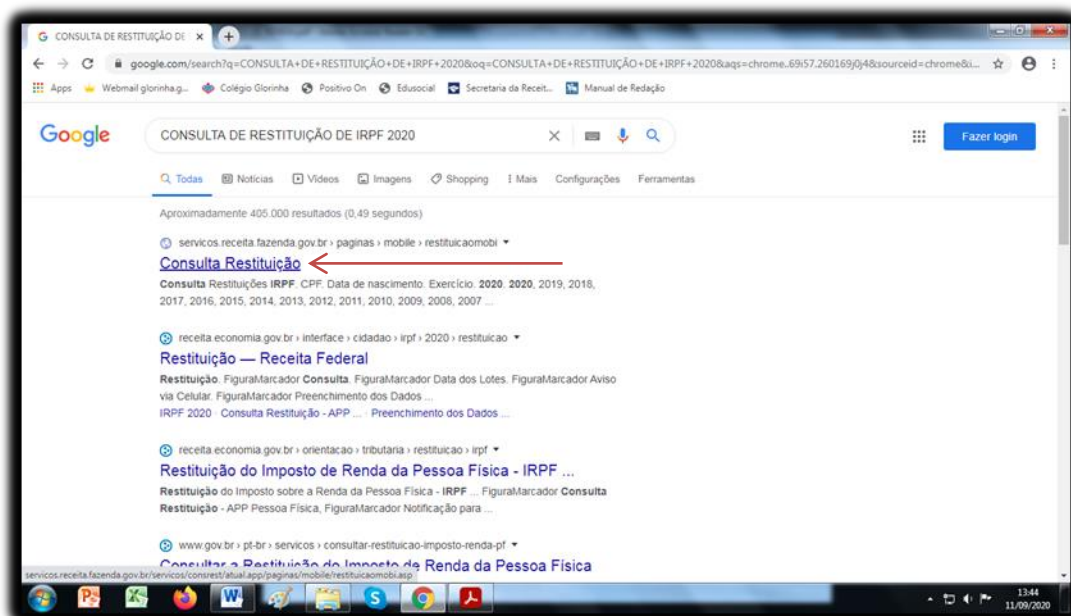 CONSULTA DE RESTITUIÇÃO DE
google.com/search?q=CONSULTA+DE+RESTITUIÇÃO+DE+IRPF+2020&oq=CONSULTA+DE+RESTITUIÇÃO+DE+IRPF+2020&aqs=chrome..69i57.260169j0j4&sourceid=chrome&i...
Apps Webmail glorinha.g... Colégio Glorinha Positivo On Edusocial Secretaria da Receit... Manual de Redação
Google CONSULTA DE RESTITUIÇÃO DE IRPF 2020 Fazer login
Todas Notícias Vídeos Imagens Shopping Mais Configurações Ferramentas
Aproximadamente 405.000 resultados (0,49 segundos)
servicos.receita.fazenda.gov.br › paginas › mobile › restituicaomobi
Consulta Restituição
Consulta Restituições IRPF. CPF. Data de nascimento. Exercício. 2020. 2020, 2019, 2018,
2017, 2016, 2015, 2014, 2013, 2012, 2011, 2010, 2009, 2008, 2007 ...
receita.economia.gov.br › interface › cidadao › irpf › 2020 › restituicao
Restituição — Receita Federal
Restituição. FiguraMarcador Consulta. FiguraMarcador Data dos Lotes. FiguraMarcador Aviso
via Celular. FiguraMarcador Preenchimento dos Dados ...
IRPF 2020 · Consulta Restituição - APP ... · Preenchimento dos Dados ...
receita.economia.gov.br › orientacao › tributaria › restituicao › irpf
Restituição do Imposto de Renda da Pessoa Física - IRPF ...
Restituição do Imposto sobre a Renda da Pessoa Física - IRPF ... FiguraMarcador Consulta
Restituição - APP Pessoa Física, FiguraMarcador Notificação para ...
www.gov.br › pt-br › servicos › consultar-restituicao-imposto-renda-pf
Consultar a Restituição do Imposto de Renda da Pessoa Física
servicos.receita.fazenda.gov.br/servicos/consrest/atual.app/paginas/mobile/restituicaomobi.asp
13:44
11/09/2020